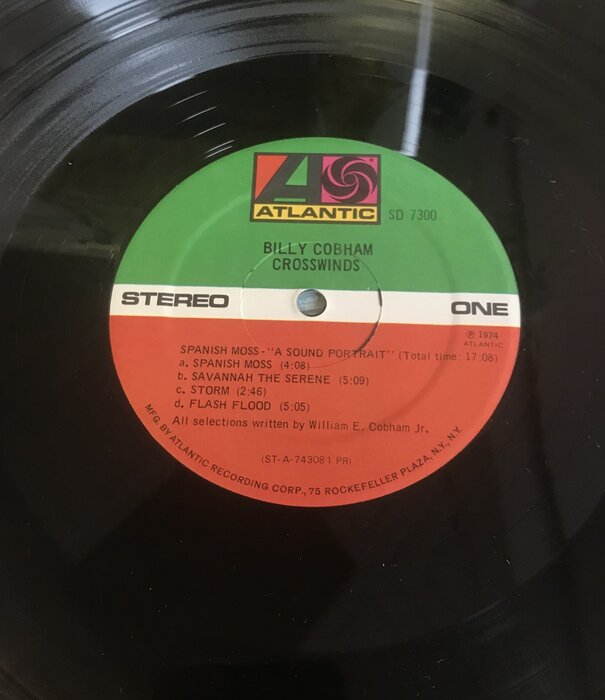 ATLANTIC
SD 7300
BILLY COBHAM
CROSSWINDS
STEREO
ONE
℗ 1974
ATLANTIC
SPANISH MOSS-"A SOUND PORTRAIT" (Total time: 17:08)
a. SPANISH MOSS (4:08)
b. SAVANNAH THE SERENE (5:09)
c. STORM (2:46)
d. FLASH FLOOD (5:05)
All selections written by William E. Cobham Jr.
(ST-A-743081 PR)
MFG. BY ATLANTIC RECORDING CORP., 75 ROCKEFELLER PLAZA, N.Y., N.Y.